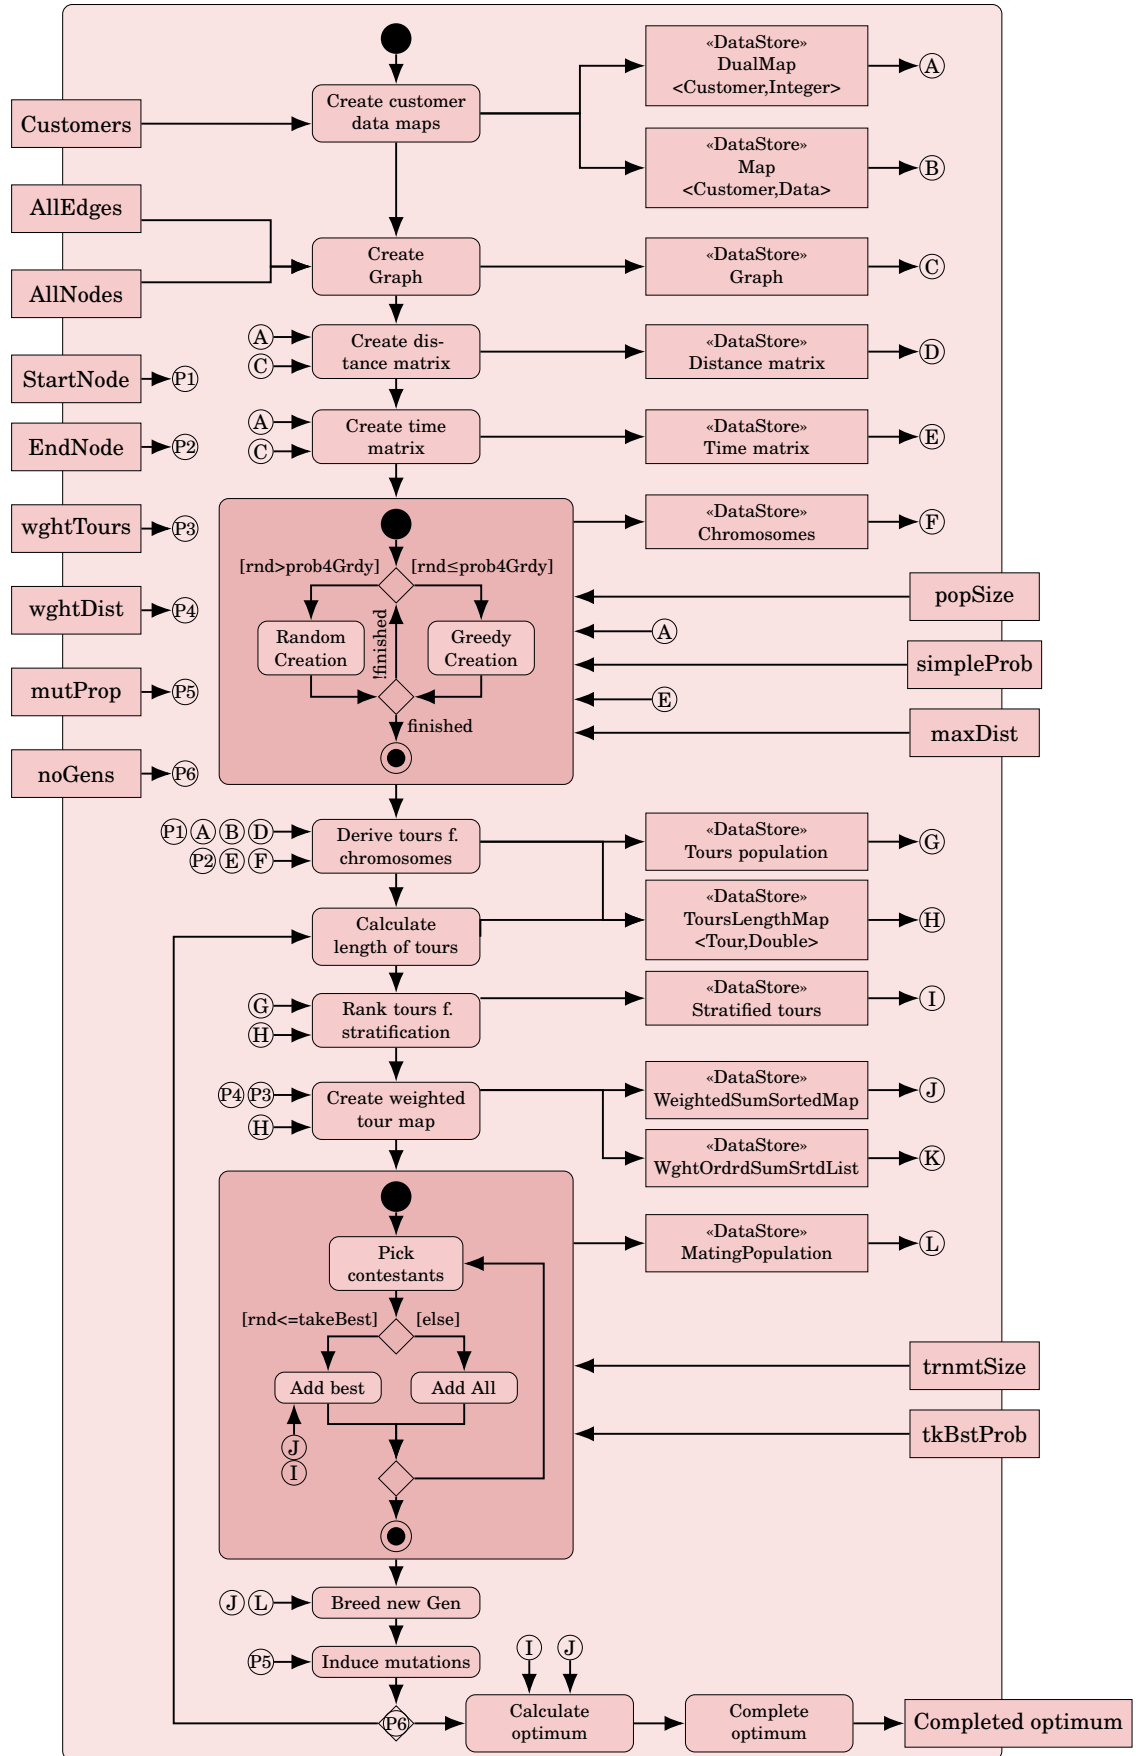 «DataStore»
DualMap
<Customer,Integer>
A
Create customer
data maps
Customers
«DataStore»
Map
<Customer,Data>
B
AllEdges
Create
Graph
«DataStore»
Graph
C
AllNodes
A
C
Create dis-
tance matrix
«DataStore»
Distance matrix
D
StartNode
P1
A
C
Create time
matrix
«DataStore»
Time matrix
E
EndNode
P2
wghtTours
P3
«DataStore»
Chromosomes
F
[rnd>prob4Grdy]
[rnd≤prob4Grdy]
wghtDist
P4
Random
Creation
!finished
Greedy
Creation
popSize
A
simpleProb
E
maxDist
mutProp
P5
finished
noGens
P6
P1 A B D
P2 E F
Derive tours f.
chromosomes
«DataStore»
Tours population
G
Calculate
length of tours
«DataStore»
ToursLengthMap
<Tour,Double>
H
G
H
Rank tours f.
stratification
«DataStore»
Stratified tours
I
P4 P3
H
Create weighted
tour map
«DataStore»
WeightedSumSortedMap
J
«DataStore»
WghtOrdrdSumSrtdList
K
Pick
contestants
«DataStore»
MatingPopulation
L
[rnd<=takeBest]
[else]
Add best
Add All
J
I
trnmtSize
tkBstProb
J L
Breed new Gen
P5
Induce mutations
I
J
P6
Calculate
optimum
Complete
optimum
Completed optimum